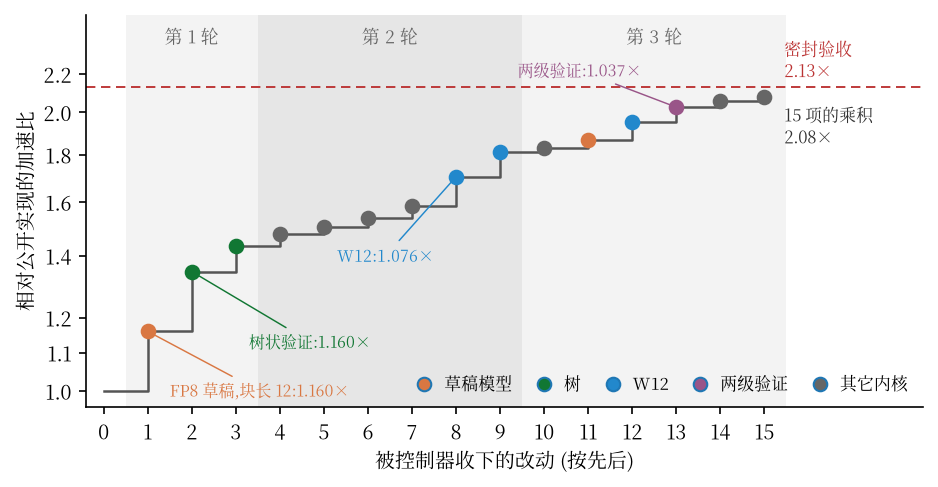 第 1 轮
第 2 轮
第 3 轮
密封验收
2.13×
两级验证:1.037×
15 项的乘积
2.08×
W12:1.076×
树状验证:1.160×
FP8 草稿,块长 12:1.160×
相对公开实现的加速比
2.2
2.0
1.8
1.6
1.4
1.2
1.1
1.0
草稿模型
树
W12
两级验证
其它内核
0 1 2 3 4 5 6 7 8 9 10 11 12 13 14 15
被控制器收下的改动 (按先后)